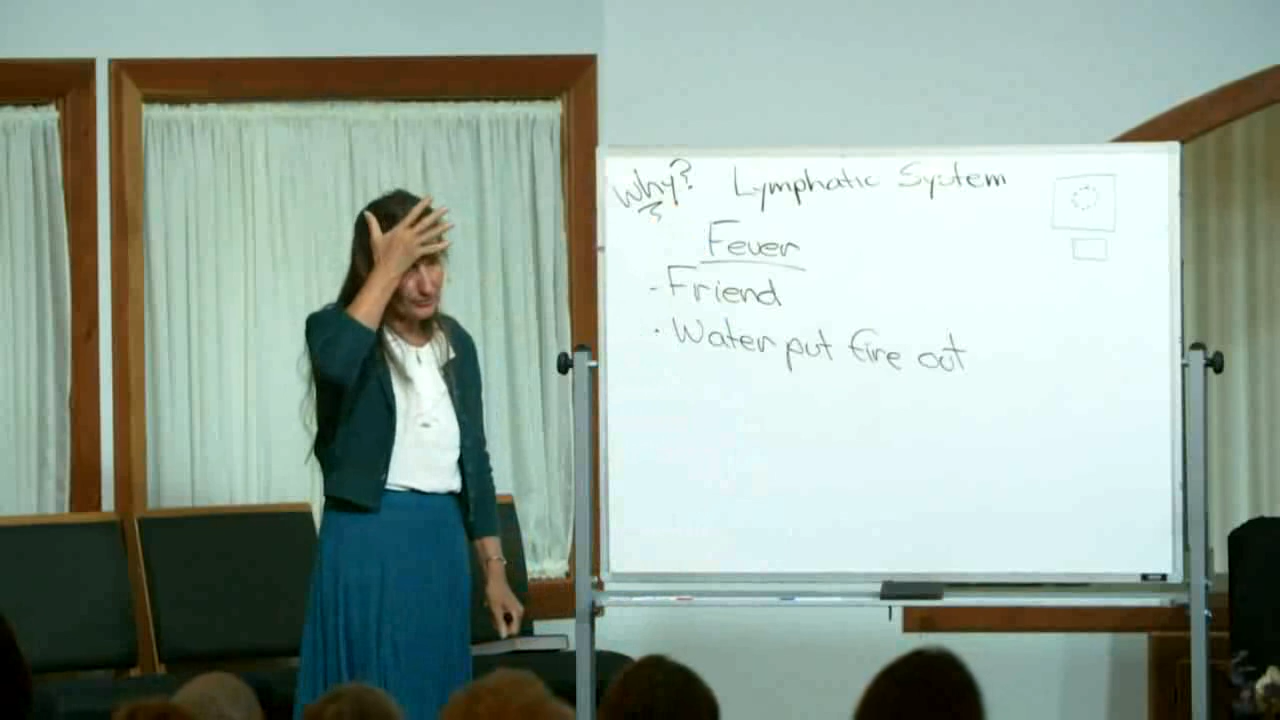 Why? Lymphatic System
Fever
- Friend
• Water put fire out